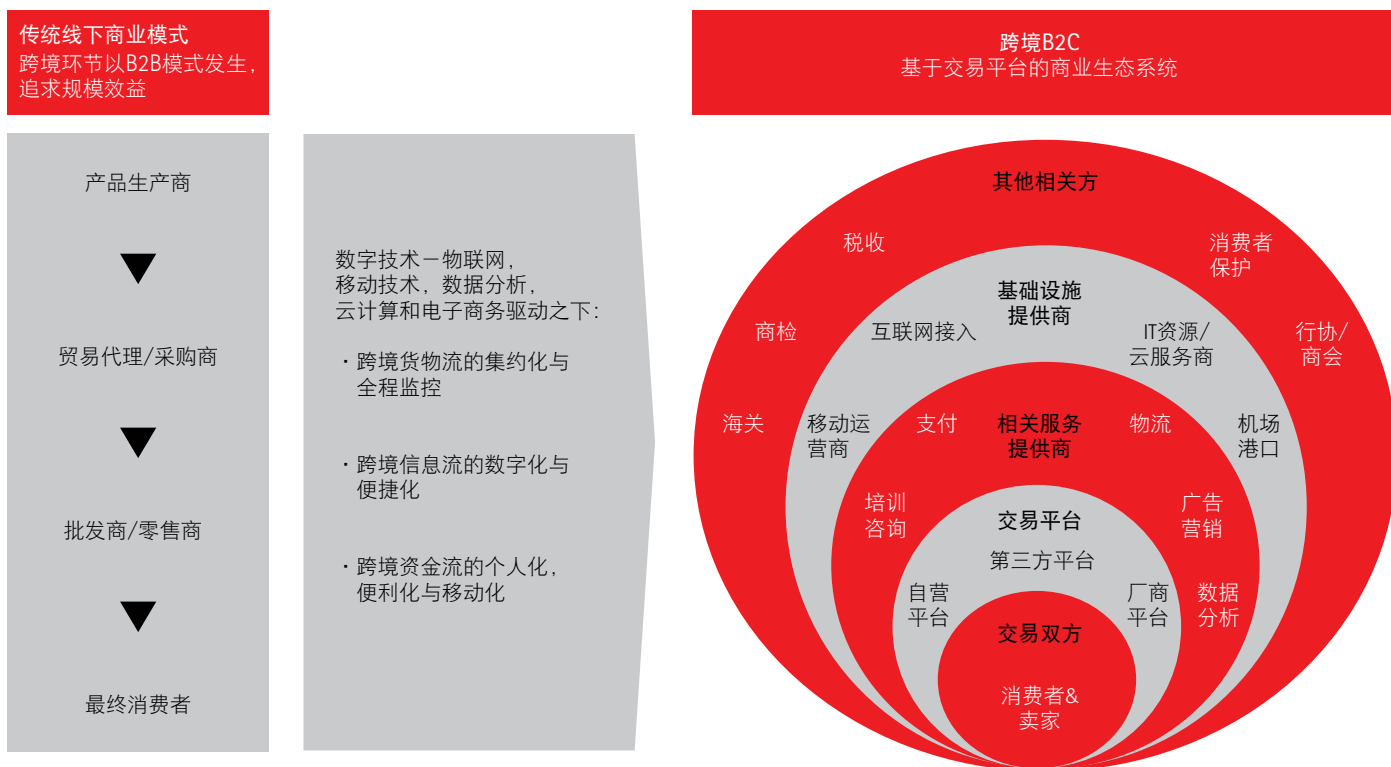 传统线下商业模式
跨境环节以B2B模式发生，
追求规模效益
产品生产商
贸易代理/采购商
批发商/零售商
最终消费者
数字技术－物联网，
移动技术，数据分析，
云计算和电子商务驱动之下：
·跨境货物流的集约化与
全程监控
·跨境信息流的数字化与
便捷化
·跨境资金流的个人化，
便利化与移动化
跨境B2C
基于交易平台的商业生态系统
其他相关方
税收
消费者
保护
商检
行协/
商会
海关
基础设施
提供商
互联网接入
IT资源/
云服务商
移动运
营商
机场
港口
相关服务
提供商
支付
物流
培训
咨询
广告
营销
数据
分析
交易平台
第三方平台
自营
平台
厂商
平台
交易双方
消费者&
卖家